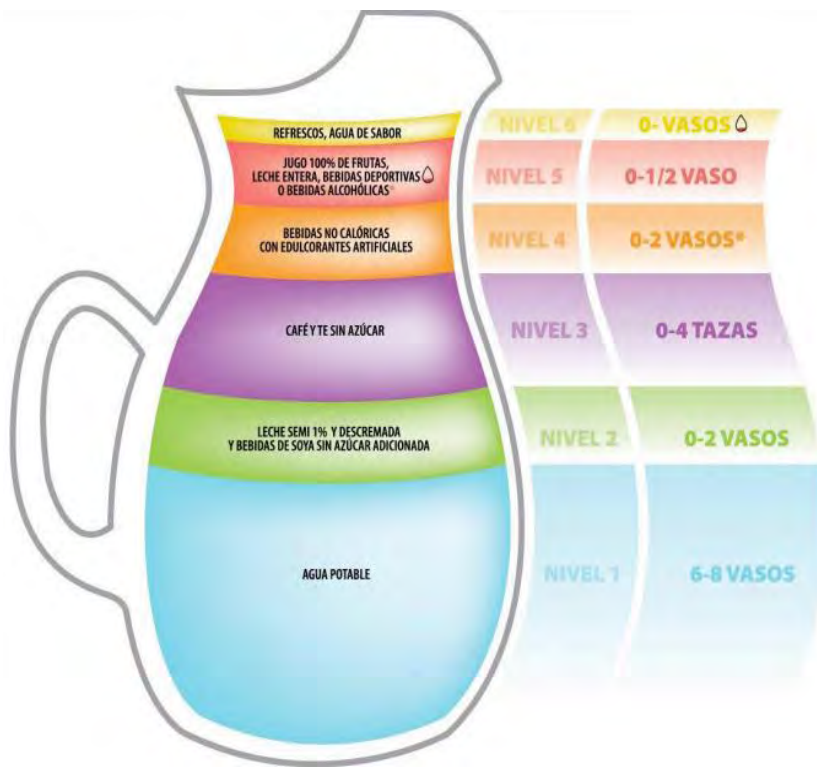 REFRESCOS, AGUA DE SABOR
NIVEL 6
0- VASOS
JUGO 100% DE FRUTAS,
LECHE ENTERA, BEBIDAS DEPORTIVAS
O BEBIDAS ALCOHÓLICAS*
NIVEL 5
0-1/2 VASO
BEBIDAS NO CALÓRICAS
CON EDULCORANTES ARTIFICIALES
NIVEL 4
0-2 VASOS*
CAFÉ Y TE SIN AZÚCAR
NIVEL 3
0-4 TAZAS
LECHE SEMI 1% Y DESCREMADA
Y BEBIDAS DE SOYA SIN AZÚCAR ADICIONADA
NIVEL 2
0-2 VASOS
AGUA POTABLE
NIVEL 1
6-8 VASOS